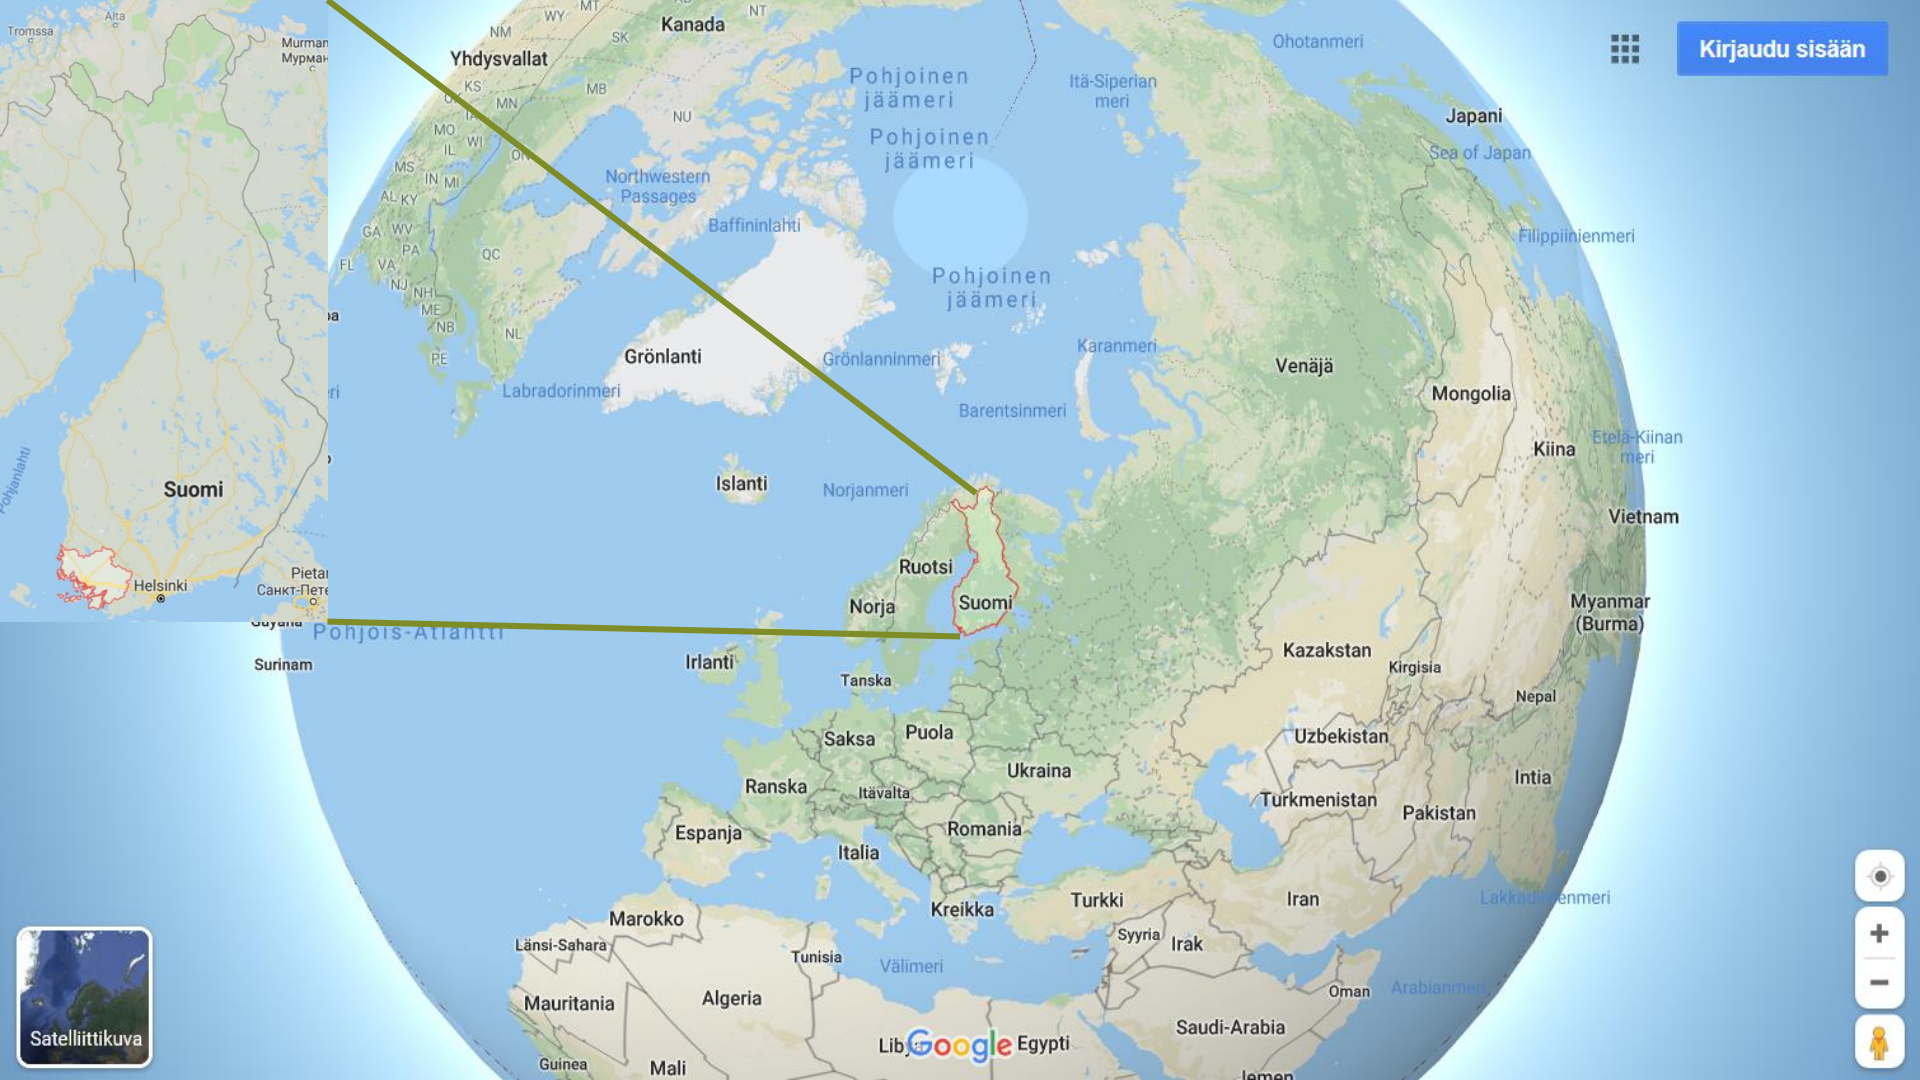 Tromssa
Alta
Murman
Мурман
Pohjanlahti
Suomi
Helsinki
Pietar
Санкт-Пете
Kanada
NT
WY
MT
NM
SK
Yhdysvallat
KS
MB
MN
NU
MO
WI
IL
ON
MS
IN
MI
AL
KY
GA
WV
PA
QC
FL
VA
NJ
NH
ME
NB
NL
PE
Pohjoinen
jäämeri
Pohjoinen
jäämeri
Pohjoinen
jäämeri
Itä-Siperian
meri
Ohotanmeri
Kirjaudu sisään
Japani
Sea of Japan
Filippiinienmeri
Northwestern
Passages
Baffininlahti
Grönlanti
Grönlanninmeri
Labradorinmeri
Karanmeri
Barentsinmeri
Venäjä
Mongolia
Kiina
Etelä-Kiinan
meri
Vietnam
Myanmar
(Burma)
Islanti
Norjanmeri
Ruotsi
Norja
Suomi
Guyana
Pohjois-Atlantti
Surinam
Irlanti
Tanska
Kazakstan
Kirgisia
Nepal
Saksa
Puola
Uzbekistan
Ukraina
Intia
Ranska
Itävalta
Turkmenistan
Pakistan
Espanja
Romania
Italia
Kreikka
Turkki
Iran
Marokko
Länsi-Sahara
Tunisia
Välimeri
Syyria
Irak
Mauritania
Algeria
Oman
Arabianmeri
Saudi-Arabia
Google
Egypti
Guinea
Mali
Jemen
Satelliittikuva